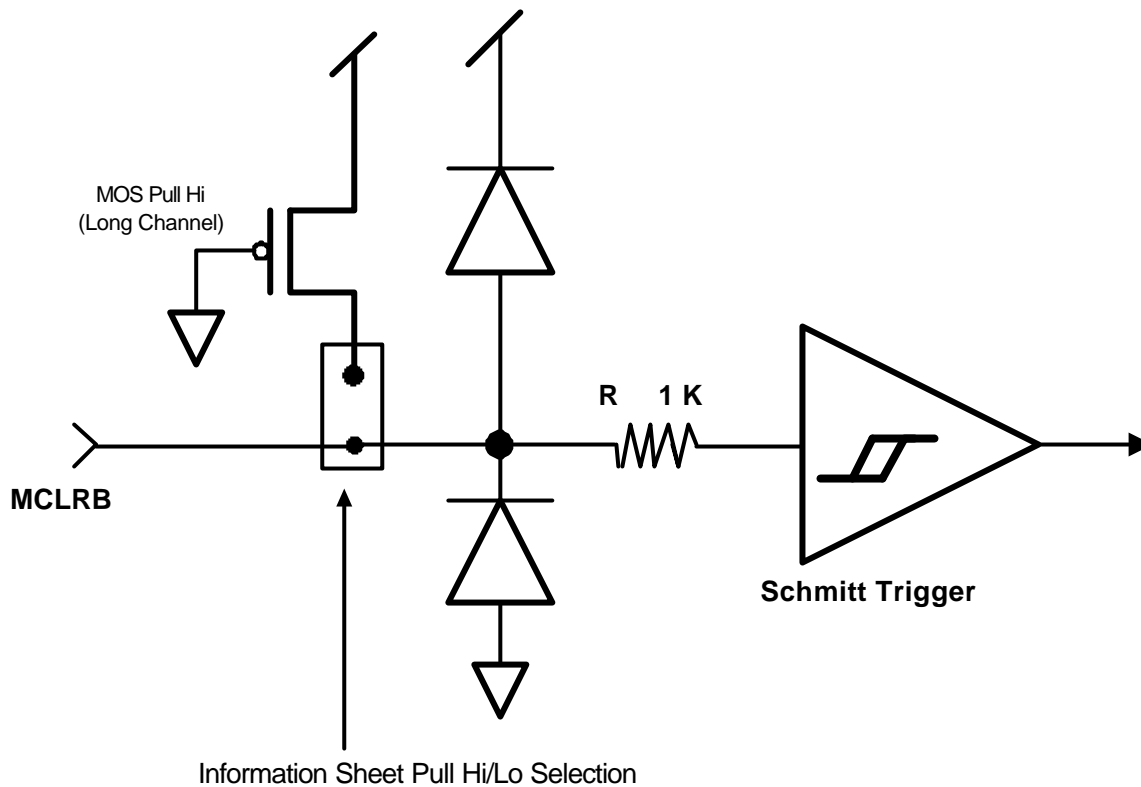 MOS Pull Hi
(Long Channel)
R 1 K
MCLRB
Schmitt Trigger
Information Sheet Pull Hi/Lo Selection